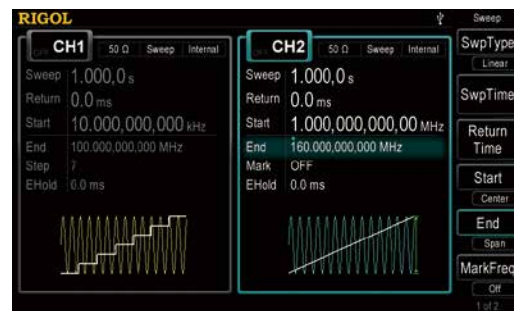 RIGOL
Sweep
OFF CH1 50 Ω Sweep Internal
Sweep 1.000,0 s
Return 0.0 ms
Start 10.000,000,000 kHz
End 100.000,000,000 MHz
Step 7
EHold 0.0 ms
CH2 50 Ω Sweep Internal
Sweep 1.000,0 s
Return 0.0 ms
Start 1.000,000,000,00 MHz
End 160.000,000,000 MHz
Mark OFF
EHold 0.0 ms
SwpType
Linear
SwpTime
Return
Time
Start
Center
End
Span
MarkFreq
Off
1 of 2